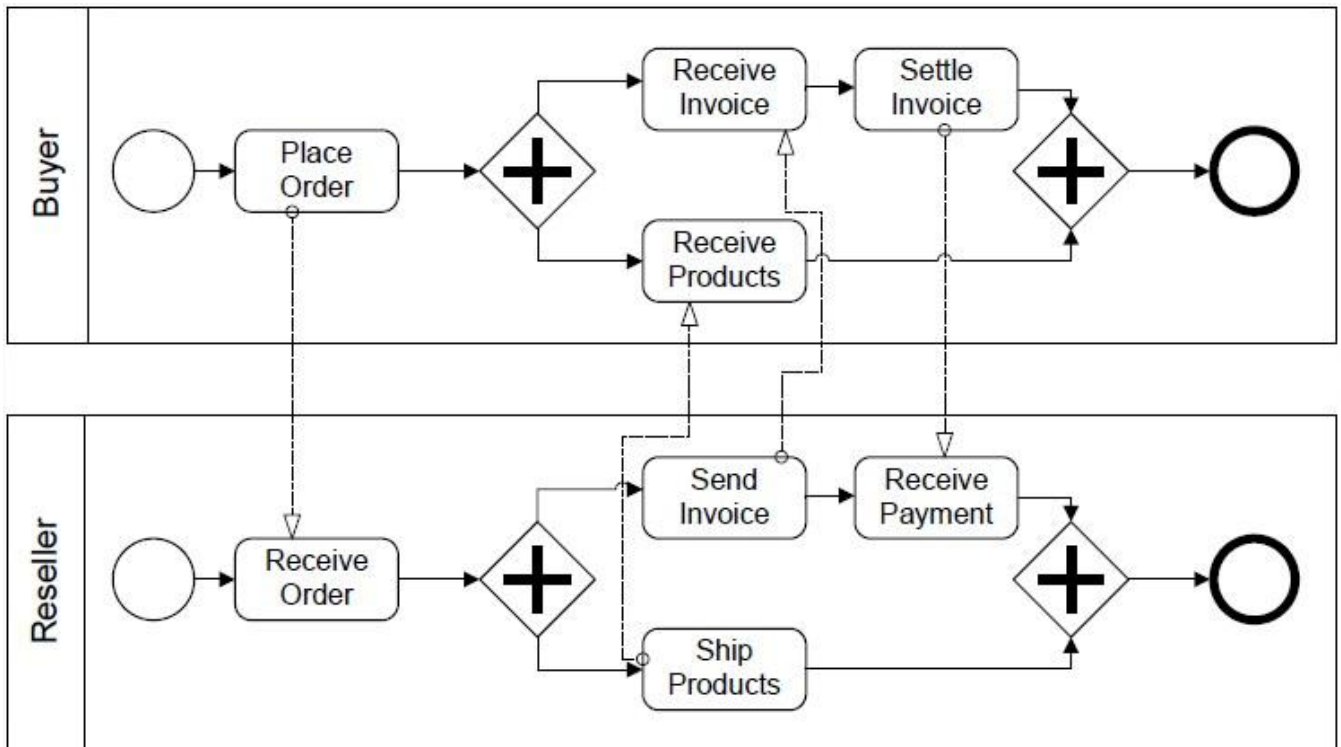 Buyer
Place
Order
Receive
Invoice
Settle
Invoice
Receive
Products
Reseller
Receive
Order
Send
Invoice
Receive
Payment
Ship
Products